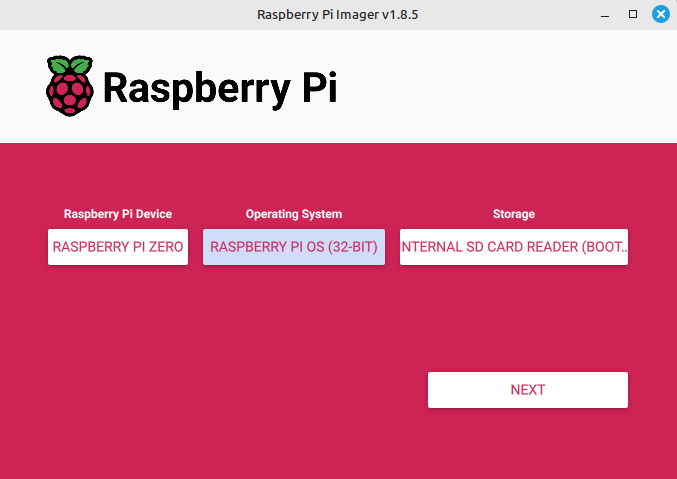 Raspberry Pi Imager v1.8.5
Raspberry Pi
Raspberry Pi Device
Operating System
Storage
RASPBERRY PI ZERO
RASPBERRY PI OS (32-BIT)
NTERNAL SD CARD READER (BOOT...
NEXT